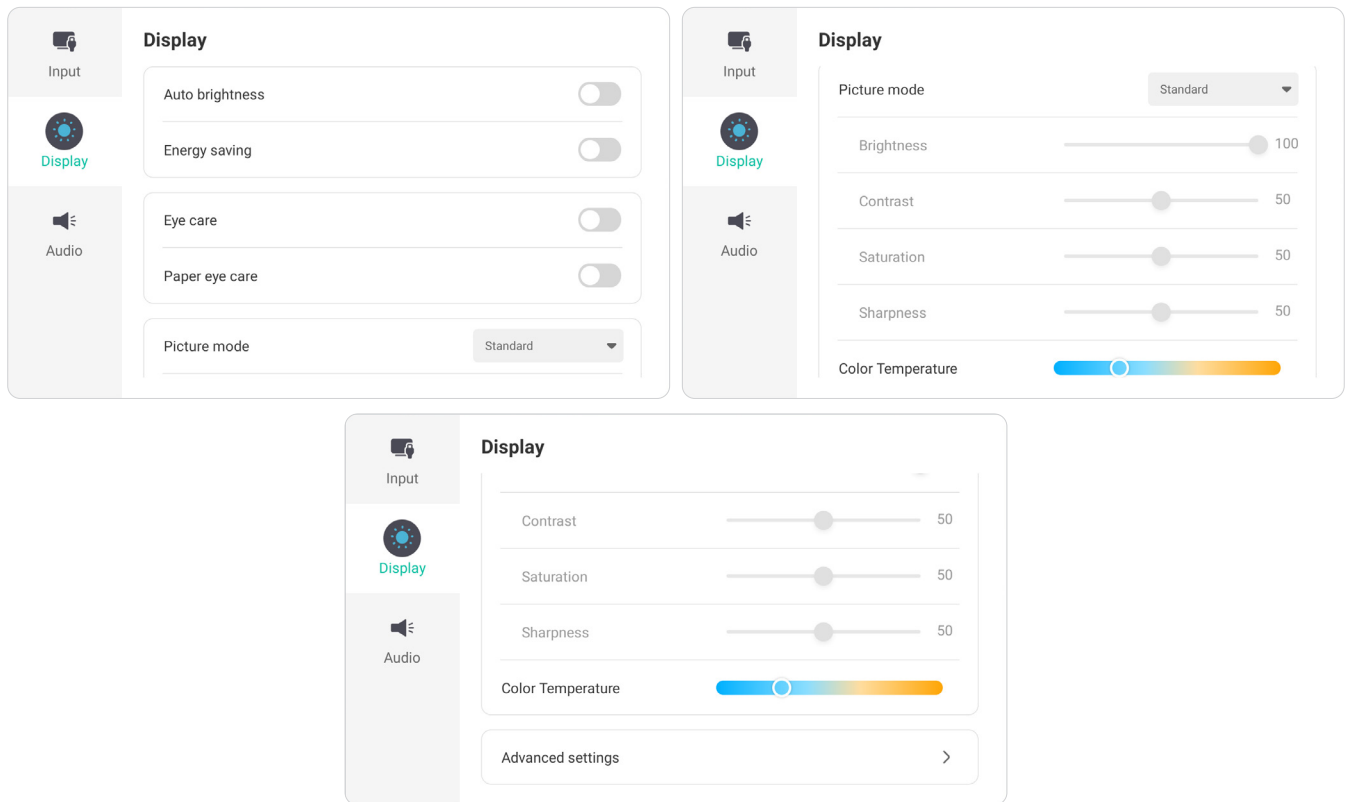 Input
Display
Audio
Display
Auto brightness
Energy saving
Eye care
Paper eye care
Picture mode Standard
Input
Display
Audio
Display
Picture mode Standard
Brightness 100
Contrast 50
Saturation 50
Sharpness 50
Color Temperature
Input
Display
Audio
Display
Contrast 50
Saturation 50
Sharpness 50
Color Temperature
Advanced settings